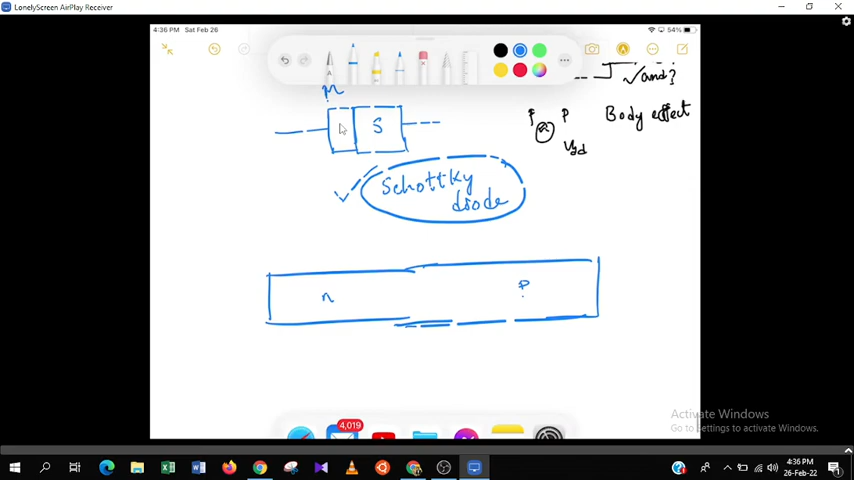 LonelyScreen AirPlay Receiver
4:36 PM Sat Feb 26
54%
A
M
S
✓ and?
P
Vdd
Body effect
Schottky
diode
n
P
4,019
Activate Windows
Go to Settings to activate Windows.
4:36 PM
26-Feb-22